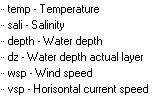 temp - Temperature
sali - Salinity
depth - Water depth
dz - Water depth actual layer
wsp - Wind speed
vsp - Horisontal current speed